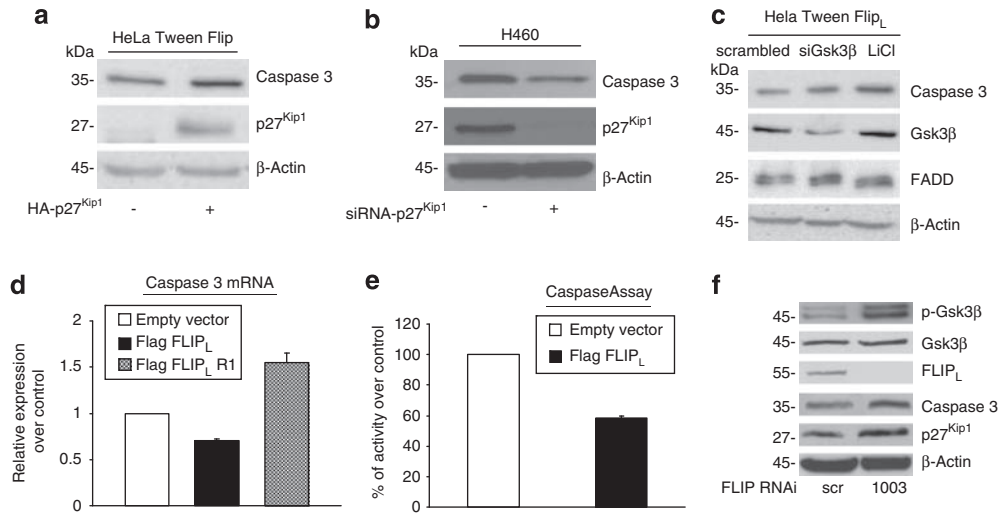 a
HeLa Tween Flip
kDa
35-
Caspase 3
27-
p27Kip1
45-
β-Actin
HA-p27Kip1
-
+
b
H460
kDa
35-
Caspase 3
27-
p27Kip1
45-
β-Actin
siRNA-p27Kip1
-
+
c
Hela Tween FlipL
scrambled siGsk3β LiCl
kDa
35-
Caspase 3
45-
Gsk3β
25-
FADD
45-
β-Actin
d
Caspase 3 mRNA
Empty vector
Flag FLIPL
Flag FLIPL R1
Relative expression
over control
2
1.5
1
0.5
0
e
CaspaseAssay
Empty vector
Flag FLIPL
% of activity over control
120
100
80
60
40
20
0
f
45-
p-Gsk3β
45-
Gsk3β
55-
FLIPL
35-
Caspase 3
27-
p27Kip1
45-
β-Actin
FLIP RNAi scr 1003